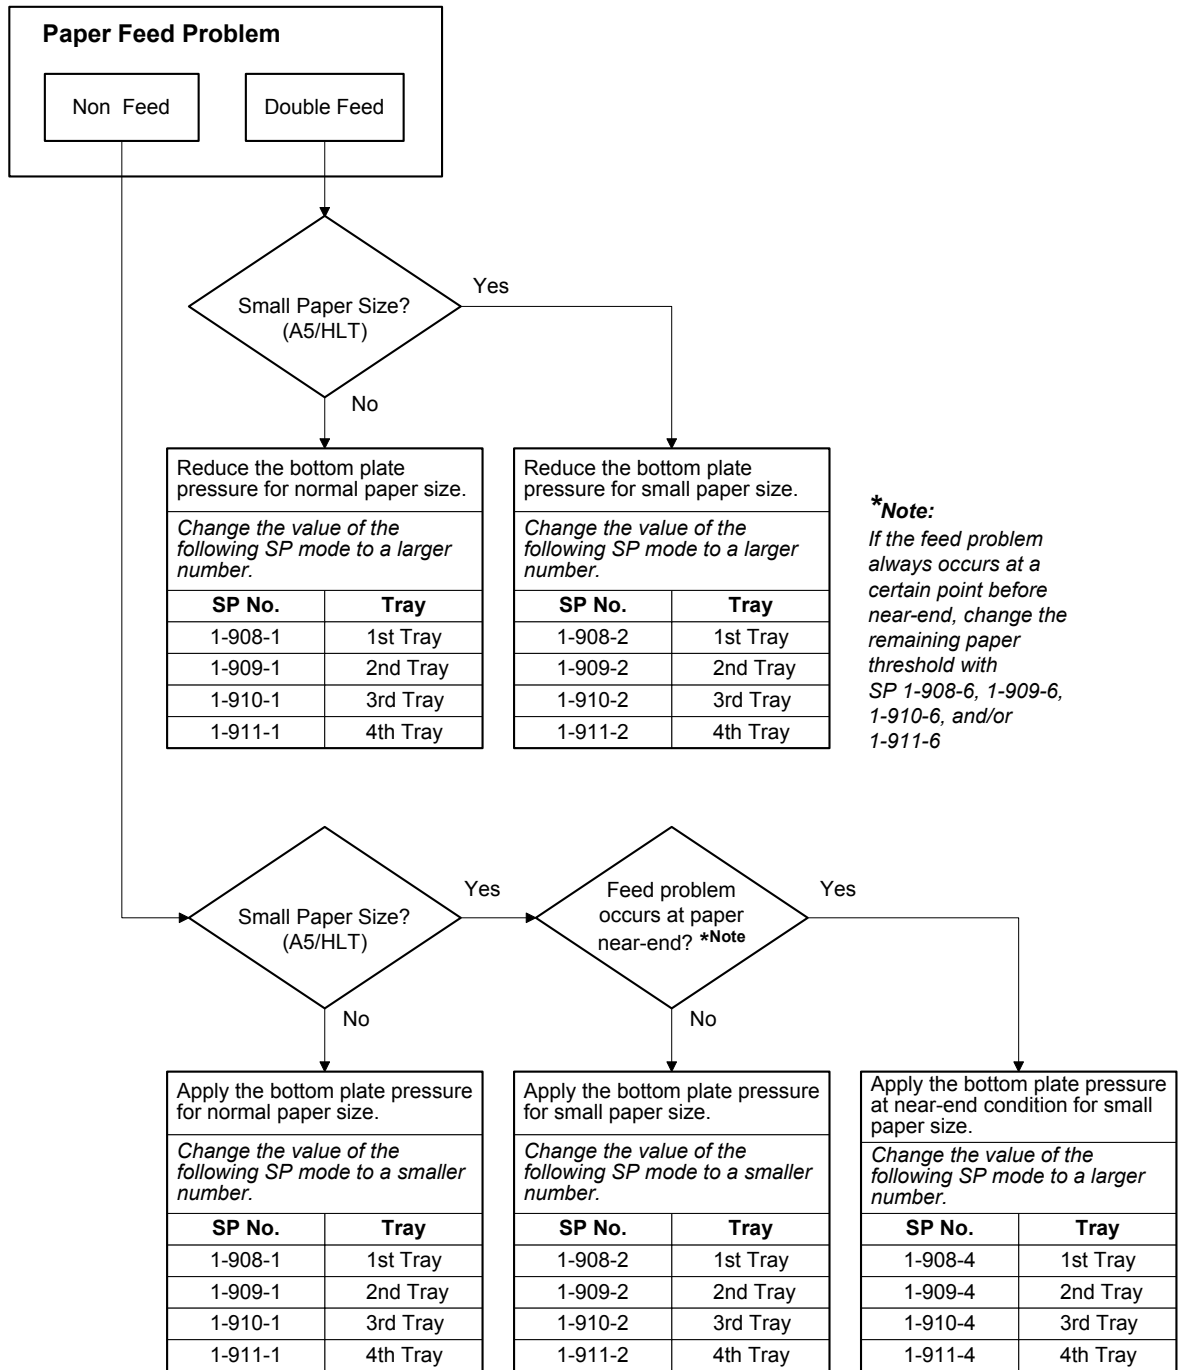 Paper Feed Problem
Non Feed
Double Feed
Small Paper Size?
(A5/HLT)
Yes
No
Reduce the bottom plate
pressure for normal paper size.
Change the value of the
following SP mode to a larger
number.
SP No. Tray
1-908-1 1st Tray
1-909-1 2nd Tray
1-910-1 3rd Tray
1-911-1 4th Tray
Reduce the bottom plate
pressure for small paper size.
Change the value of the
following SP mode to a larger
number.
SP No. Tray
1-908-2 1st Tray
1-909-2 2nd Tray
1-910-2 3rd Tray
1-911-2 4th Tray
*Note:
If the feed problem
always occurs at a
certain point before
near-end, change the
remaining paper
threshold with
SP 1-908-6, 1-909-6,
1-910-6, and/or
1-911-6
Small Paper Size?
(A5/HLT)
Yes
No
Feed problem
occurs at paper
near-end? *Note
Yes
No
Apply the bottom plate pressure
for normal paper size.
Change the value of the
following SP mode to a smaller
number.
SP No. Tray
1-908-1 1st Tray
1-909-1 2nd Tray
1-910-1 3rd Tray
1-911-1 4th Tray
Apply the bottom plate pressure
for small paper size.
Change the value of the
following SP mode to a smaller
number.
SP No. Tray
1-908-2 1st Tray
1-909-2 2nd Tray
1-910-2 3rd Tray
1-911-2 4th Tray
Apply the bottom plate pressure
at near-end condition for small
paper size.
Change the value of the
following SP mode to a larger
number.
SP No. Tray
1-908-4 1st Tray
1-909-4 2nd Tray
1-910-4 3rd Tray
1-911-4 4th Tray